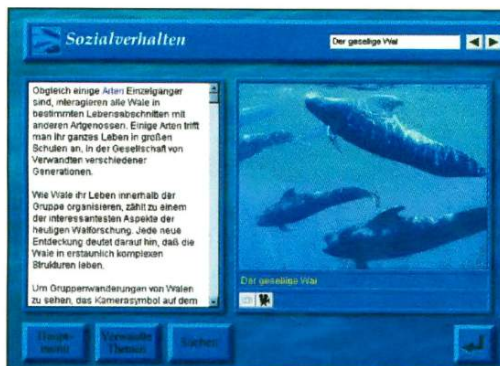 Sozialverhalten
Der gesellige Wal
Obgleich einige Arten Einzelgänger
sind, interagieren alle Wale in
bestimmten Lebensabschnitten mit
anderen Artgenossen. Einige Arten trifft
man ihr ganzes Leben in großen
Schulen an, in der Gesellschaft von
Verwandten verschiedener
Generationen.
Wie Wale ihr Leben innerhalb der
Gruppe organisieren, zählt zu einem
der interessantesten Aspekte der
heutigen Walforschung. Jede neue
Entdeckung deutet darauf hin, daß die
Wale in erstaunlich komplexen
Strukturen leben.
Um Gruppenwanderungen von Walen
zu sehen, das Kamerasymbol auf dem
Der gesellige Wal
Haupt-
menü
Verwandte
Themen
Suchen